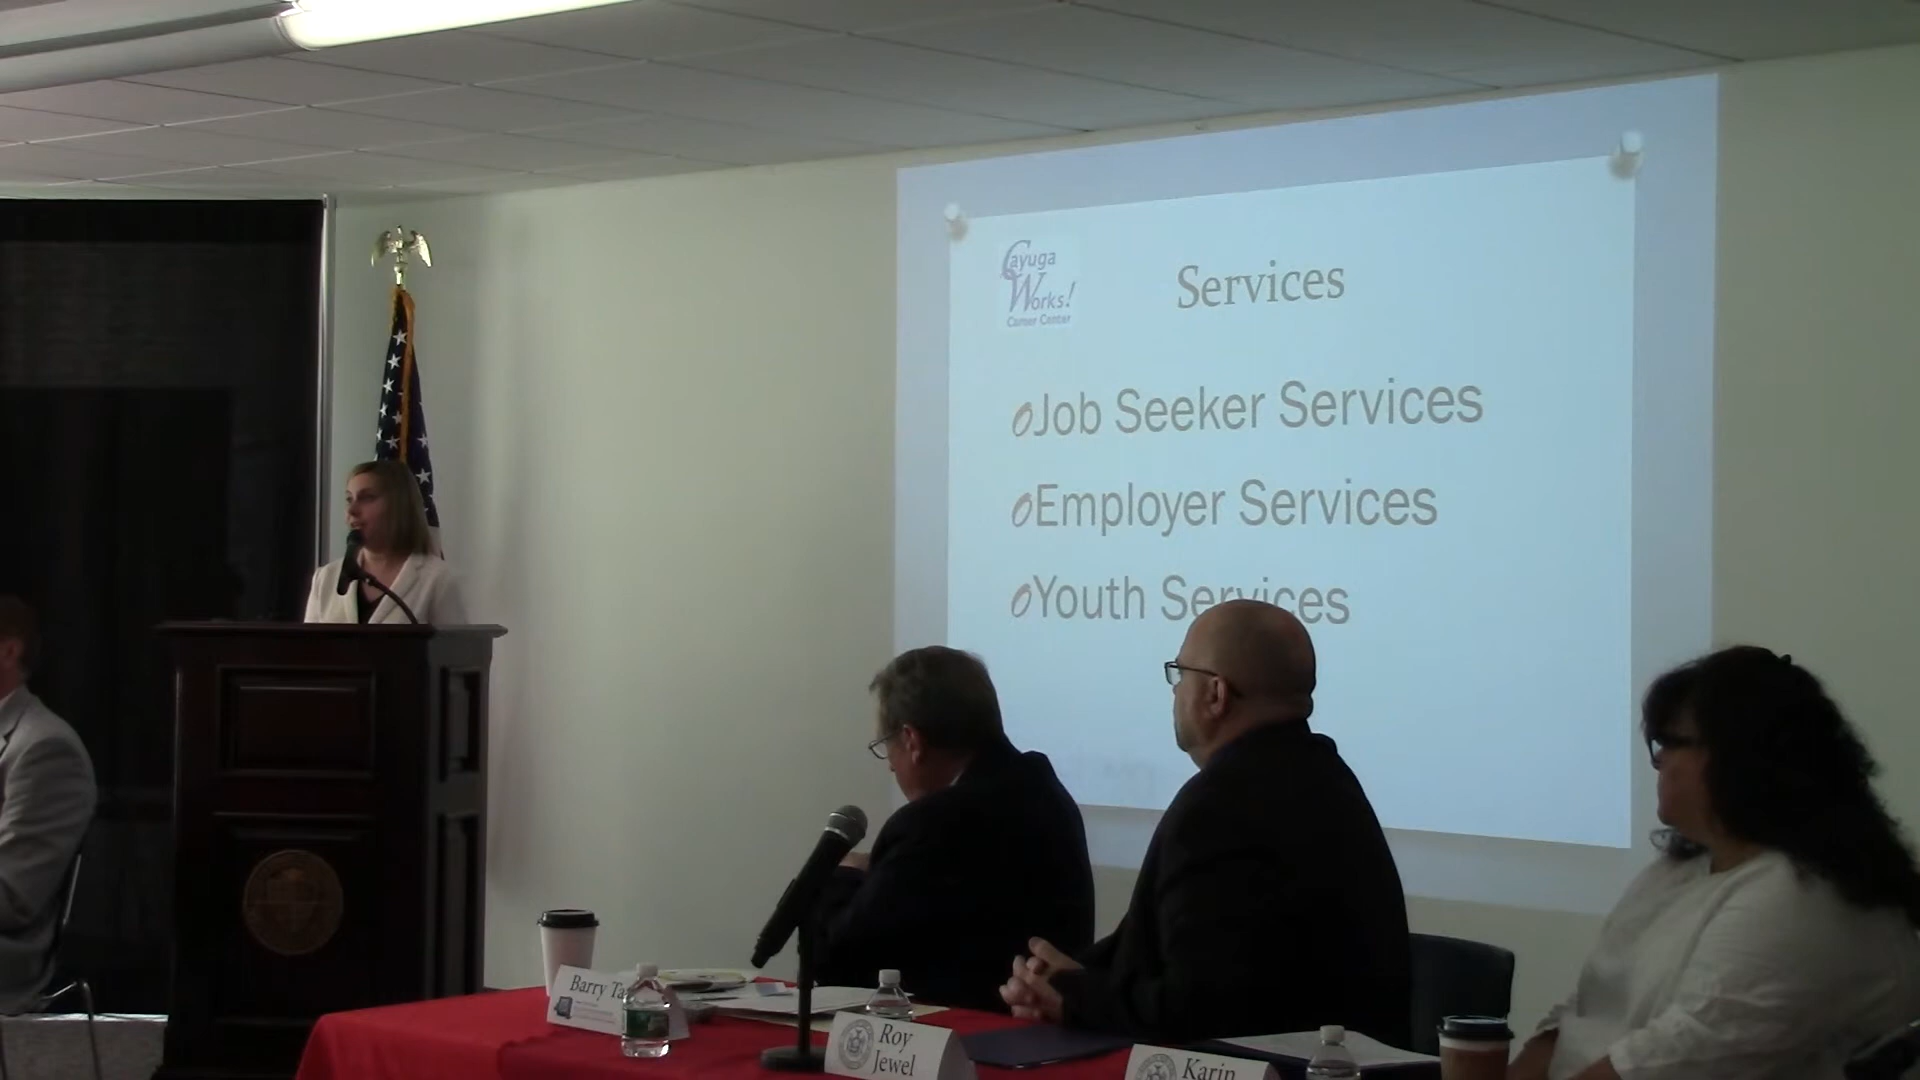 Cayuga
Works!
Career Center
Services
Job Seeker Services
Employer Services
Youth Services
Barry
Roy
Jewel
Karin